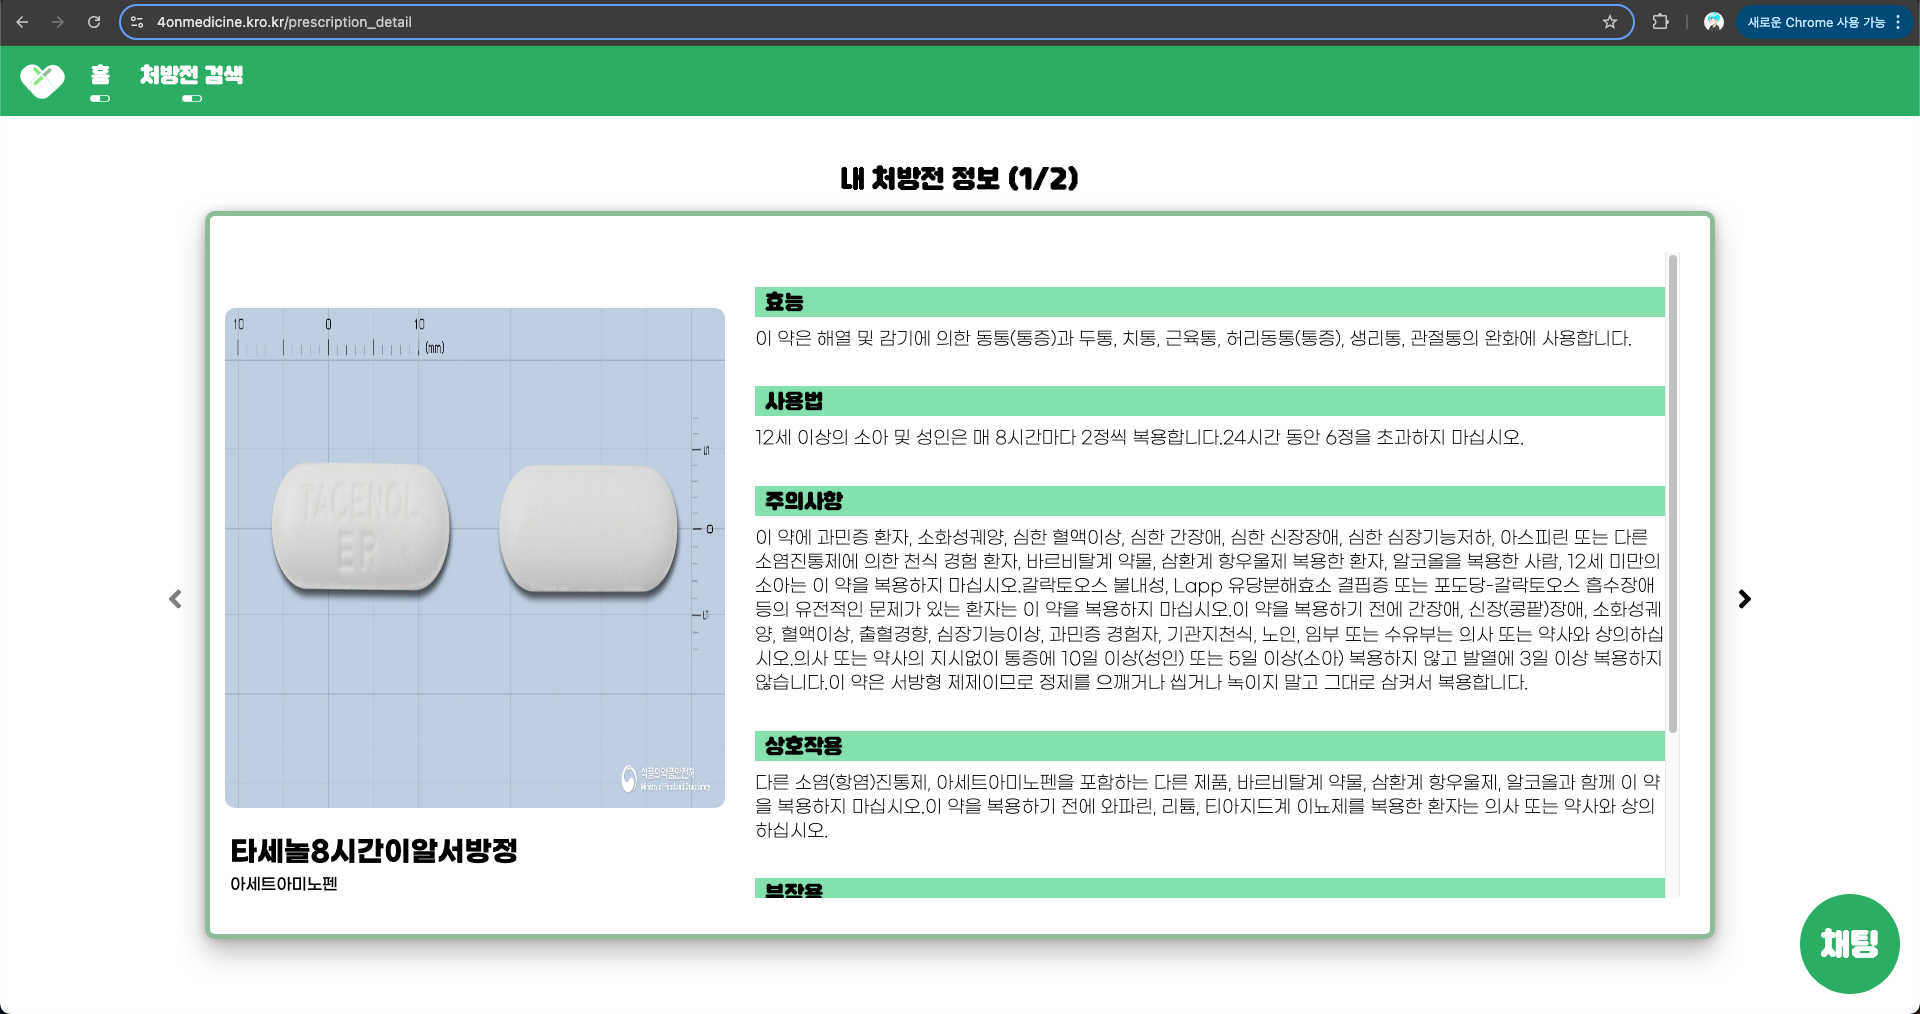 4onmedicine.kro.kr/prescription_detail
새로운 Chrome 사용 가능
홈
처방전 검색
내 처방전 정보 (1/2)
10 0 10
(mm)
5
0
5
TACENOL
ER
식품의약품안전처
Ministry of Food and Drug Safety
타세놀8시간이알서방정
아세트아미노펜
효능
이 약은 해열 및 감기에 의한 동통(통증)과 두통, 치통, 근육통, 허리동통(통증), 생리통, 관절통의 완화에 사용합니다.
사용법
12세 이상의 소아 및 성인은 매 8시간마다 2정씩 복용합니다.24시간 동안 6정을 초과하지 마십시오.
주의사항
이 약에 과민증 환자, 소화성궤양, 심한 혈액이상, 심한 간장애, 심한 신장장애, 심한 심장기능저하, 아스피린 또는 다른
소염진통제에 의한 천식 경험 환자, 바르비탈계 약물, 삼환계 항우울제 복용한 환자, 알코올을 복용한 사람, 12세 미만의
소아는 이 약을 복용하지 마십시오.갈락토오스 불내성, Lapp 유당분해효소 결핍증 또는 포도당-갈락토오스 흡수장애
등의 유전적인 문제가 있는 환자는 이 약을 복용하지 마십시오.이 약을 복용하기 전에 간장애, 신장(콩팥)장애, 소화성궤
양, 혈액이상, 출혈경향, 심장기능이상, 과민증 경험자, 기관지천식, 노인, 임부 또는 수유부는 의사 또는 약사와 상의하십
시오.의사 또는 약사의 지시없이 통증에 10일 이상(성인) 또는 5일 이상(소아) 복용하지 않고 발열에 3일 이상 복용하지
않습니다.이 약은 서방형 제제이므로 정제를 으깨거나 씹거나 녹이지 말고 그대로 삼켜서 복용합니다.
상호작용
다른 소염(항염)진통제, 아세트아미노펜을 포함하는 다른 제품, 바르비탈계 약물, 삼환계 항우울제, 알코올과 함께 이 약
을 복용하지 마십시오.이 약을 복용하기 전에 와파린, 리튬, 티아지드계 이뇨제를 복용한 환자는 의사 또는 약사와 상의
하십시오.
부작용
채팅